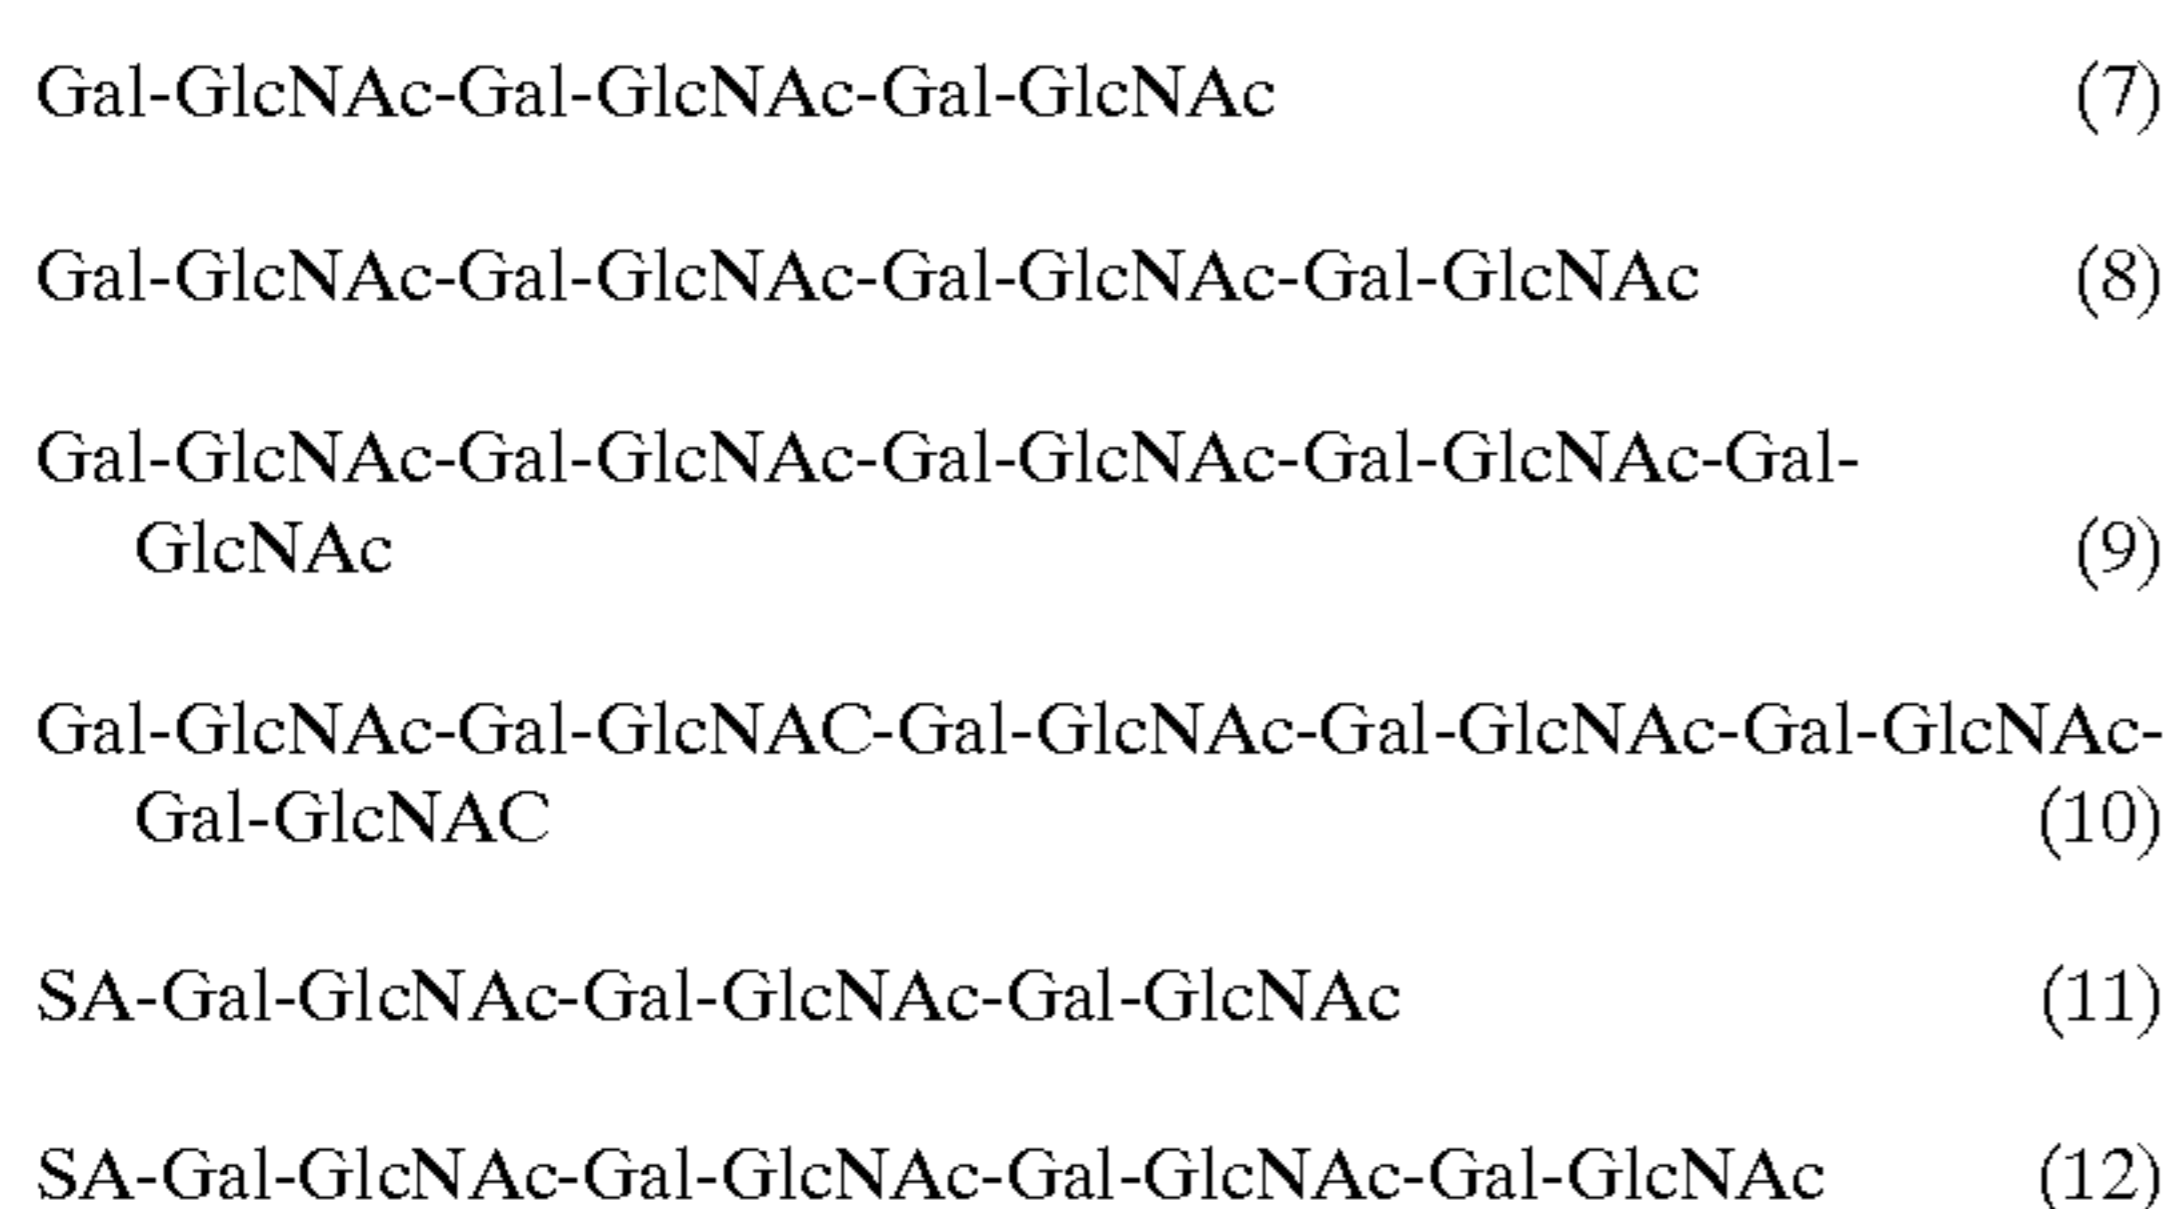 Gal-GlcNAc-Gal-GlcNAc-Gal-GlcNAc (7)
Gal-GlcNAc-Gal-GlcNAc-Gal-GlcNAc-Gal-GlcNAc (8)
Gal-GlcNAc-Gal-GlcNAc-Gal-GlcNAc-Gal-GlcNAc-Gal-
GlcNAc (9)
Gal-GlcNAc-Gal-GlcNAC-Gal-GlcNAc-Gal-GlcNAc-Gal-GlcNAc-
Gal-GlcNAC (10)
SA-Gal-GlcNAc-Gal-GlcNAc-Gal-GlcNAc (11)
SA-Gal-GlcNAc-Gal-GlcNAc-Gal-GlcNAc-Gal-GlcNAc (12)